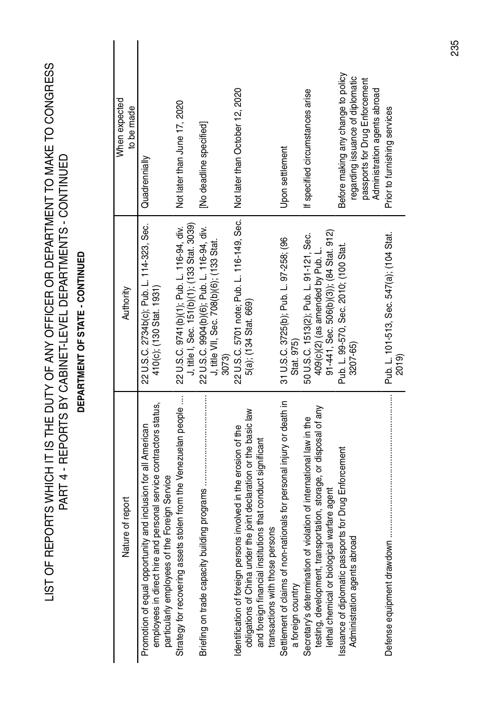 LIST OF REPORTS WHICH IT IS THE DUTY OF ANY OFFICER OR DEPARTMENT TO MAKE TO CONGRESS
PART 4 - REPORTS BY CABINET-LEVEL DEPARTMENTS - CONTINUED
DEPARTMENT OF STATE - CONTINUED
Nature of report
Authority
When expected
to be made
Promotion of equal opportunity and inclusion for all American
employees in direct hire and personal service contractors status,
particularly employees of the Foreign Service
22 U.S.C. 2734b(c); Pub. L. 114-323, Sec.
410(c); (130 Stat. 1931)
Quadrennially
Strategy for recovering assets stolen from the Venezuelan people ....
22 U.S.C. 9741(b)(1); Pub. L. 116-94, div.
J, title I, Sec. 151(b)(1); (133 Stat. 3039)
Not later than June 17, 2020
Briefing on trade capacity building programs ....................................
22 U.S.C. 9904(b)(6); Pub. L. 116-94, div.
J, title VII, Sec. 708(b)(6); (133 Stat.
3073)
[No deadline specified]
Identification of foreign persons involved in the erosion of the
obligations of China under the joint declaration or the basic law
and foreign financial institutions that conduct significant
transactions with those persons
22 U.S.C. 5701 note; Pub. L. 116-149, Sec.
5(a); (134 Stat. 669)
Not later than October 12, 2020
Settlement of claims of non-nationals for personal injury or death in
a foreign country
31 U.S.C. 3725(b); Pub. L. 97-258; (96
Stat. 975)
Upon settlement
Secretary's determination of violation of international law in the
testing, development, transportation, storage, or disposal of any
lethal chemical or biological warfare agent
50 U.S.C. 1513(2); Pub. L. 91-121, Sec.
409(c)(2) (as amended by Pub. L.
91-441, Sec. 506(b)(3)); (84 Stat. 912)
If specified circumstances arise
Issuance of diplomatic passports for Drug Enforcement
Administration agents abroad
Pub. L. 99-570, Sec. 2010; (100 Stat.
3207-65)
Before making any change to policy
regarding issuance of diplomatic
passports for Drug Enforcement
Administration agents abroad
Defense equipment drawdown ........................................................
Pub. L. 101-513, Sec. 547(a); (104 Stat.
2019)
Prior to furnishing services
235